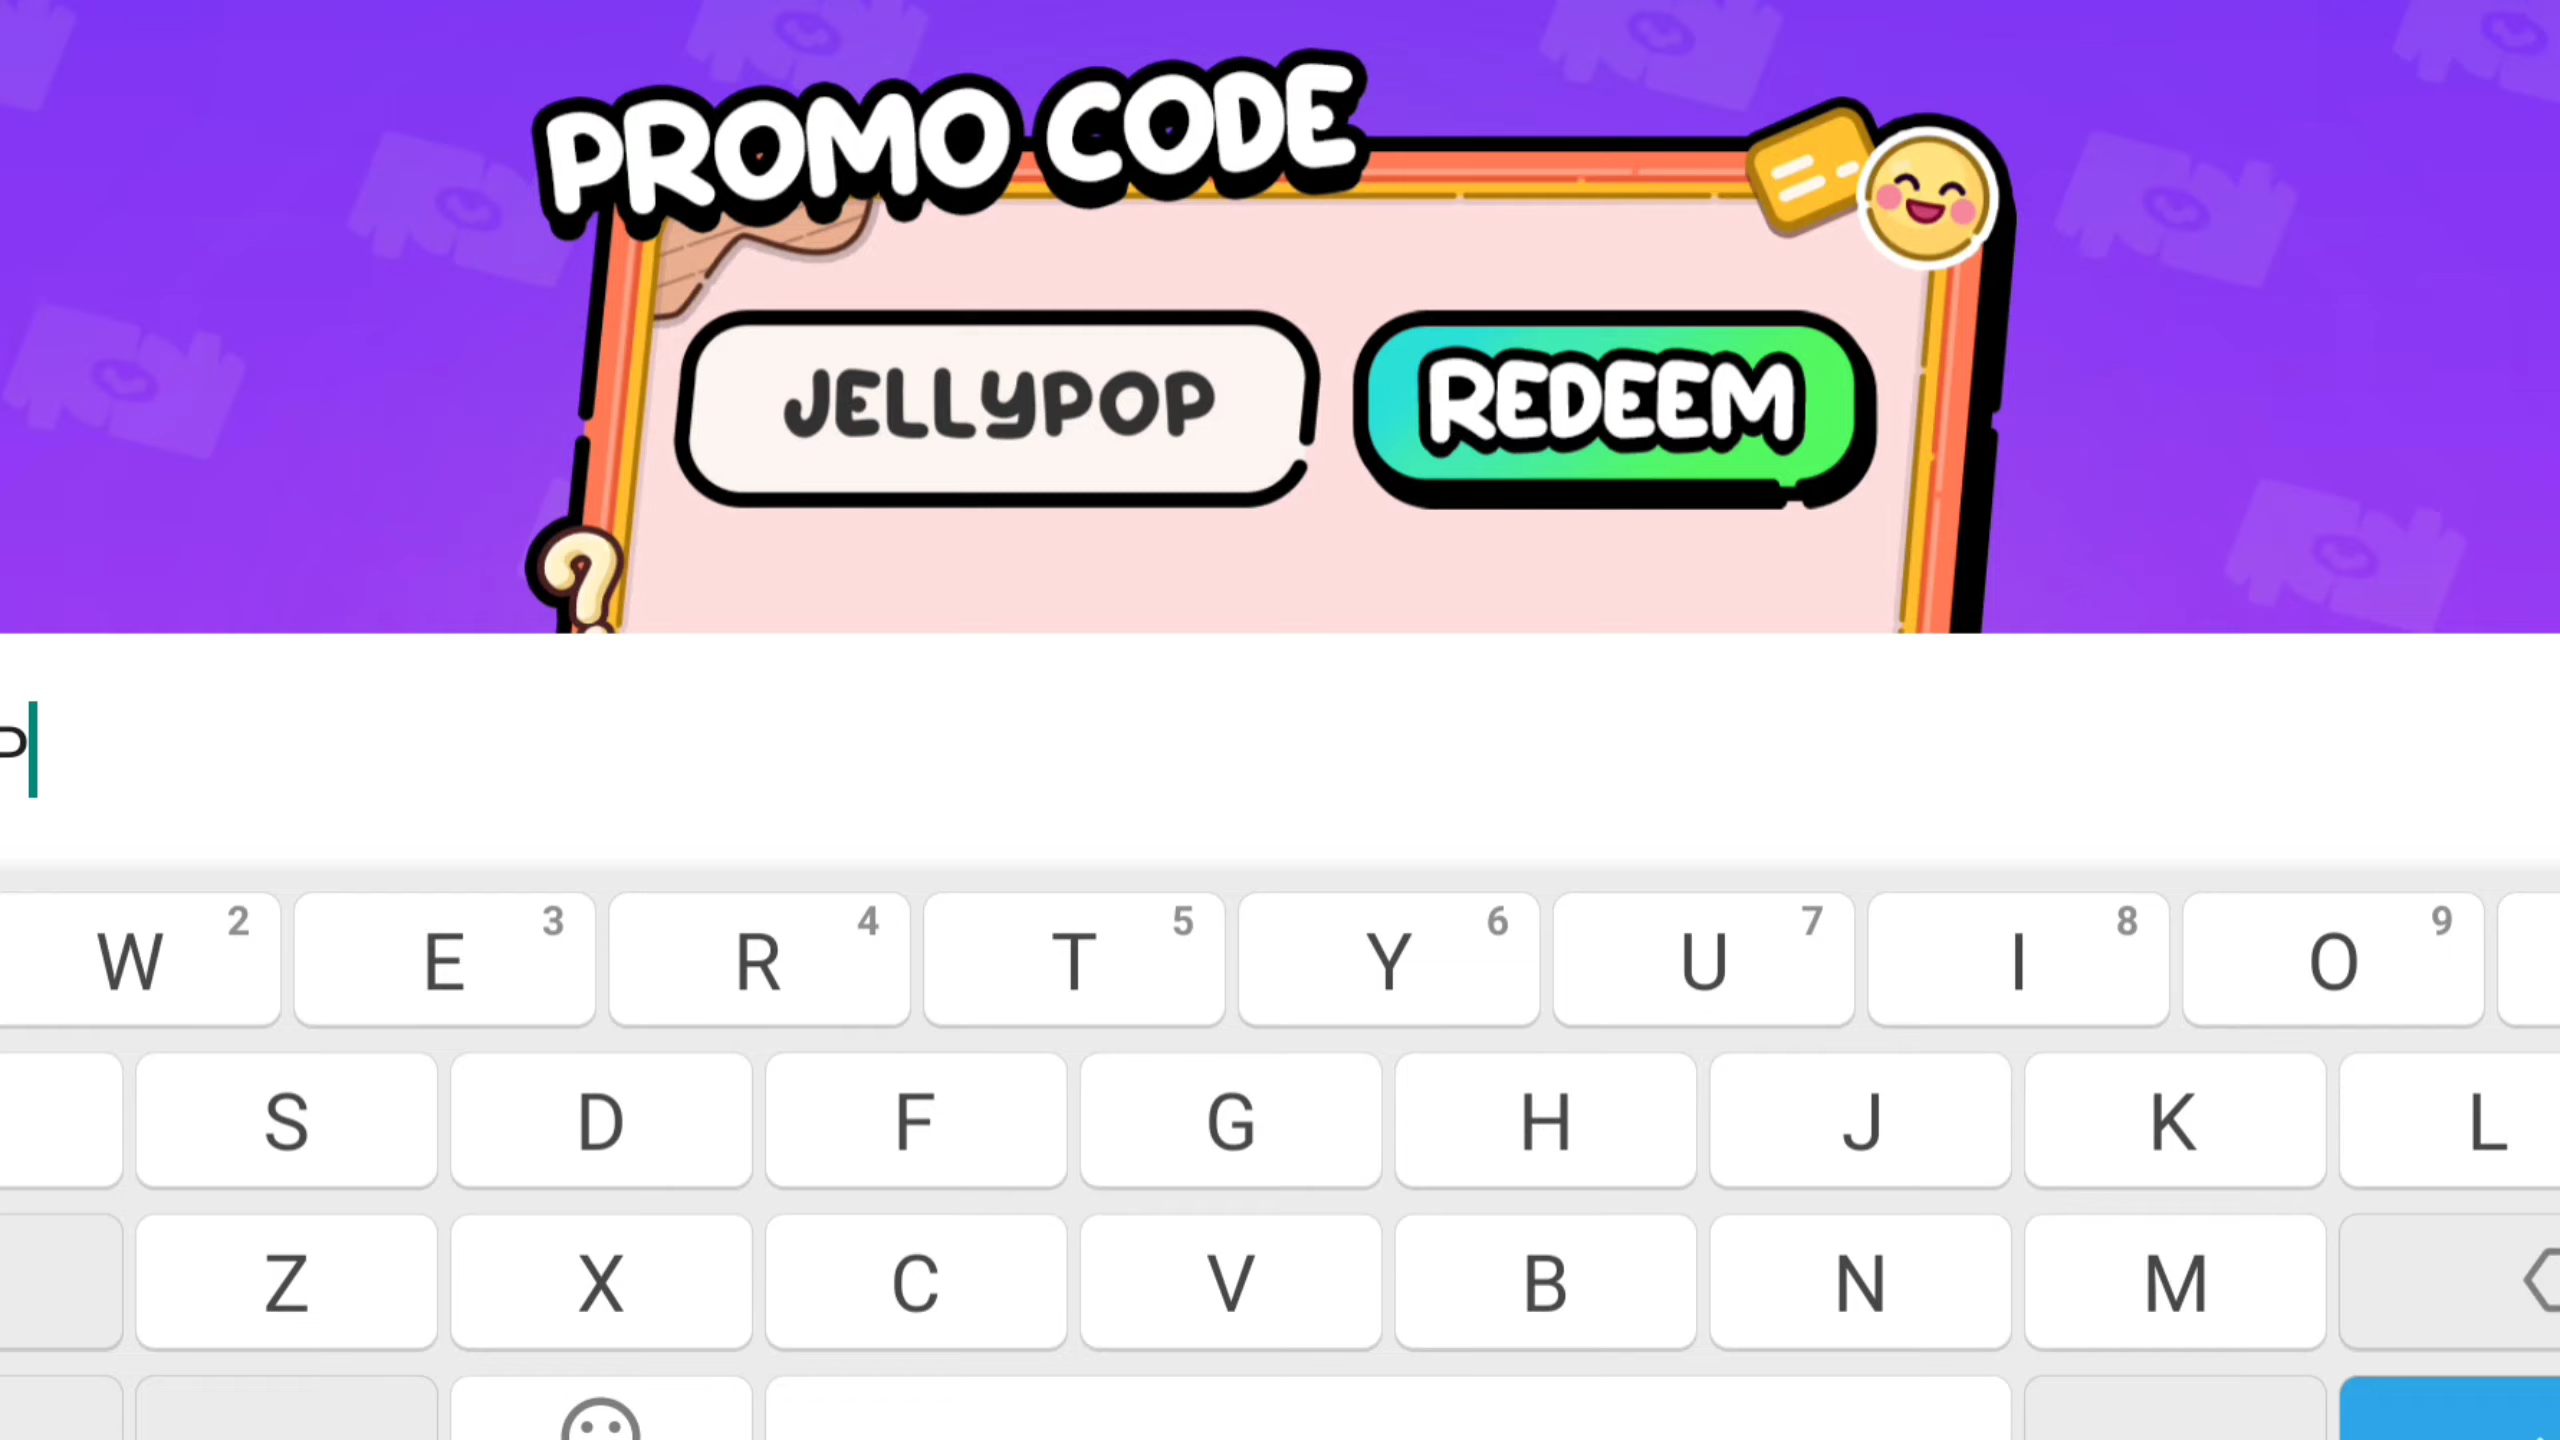 PROMO CODE
JELLYPOP
REDEEM
?
P
W 2 E 3 R 4 T 5 Y 6 U 7 I 8 O 9
S D F G H J K L
Z X C V B N M